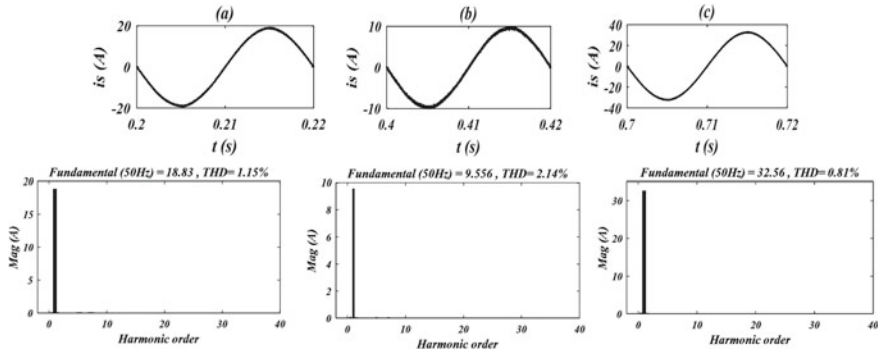 (a)
20
0
-20
is (A)
0.2
0.21
0.22
t (s)
(b)
10
0
-10
is (A)
0.4
0.41
0.42
t (s)
(c)
40
20
0
-20
-40
is (A)
0.7
0.71
0.72
t (s)
Fundamental (50Hz) = 18.83 , THD= 1.15%
20
15
10
5
0
Mag (A)
0
10
20
30
40
Harmonic order
Fundamental (50Hz) = 9.556 , THD= 2.14%
10
8
6
4
2
0
Mag (A)
0
10
20
30
40
Harmonic order
Fundamental (50Hz) = 32.56 , THD= 0.81%
30
20
10
0
Mag (A)
0
10
20
30
40
Harmonic order